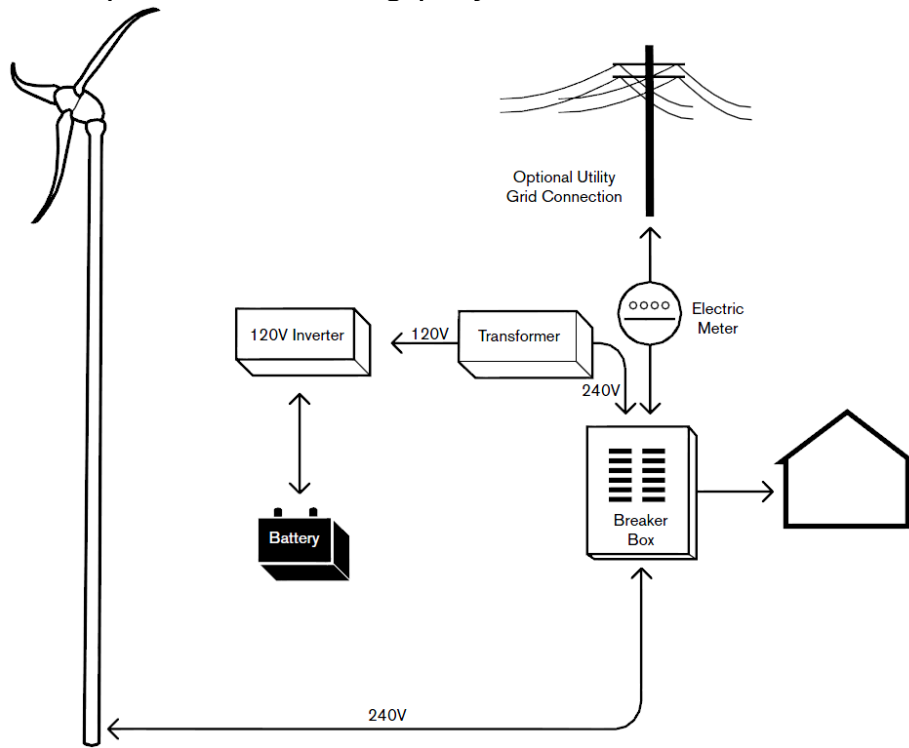 Optional Utility
Grid Connection
Electric
Meter
120V Inverter
120V
Transformer
240V
Battery
Breaker
Box
240V